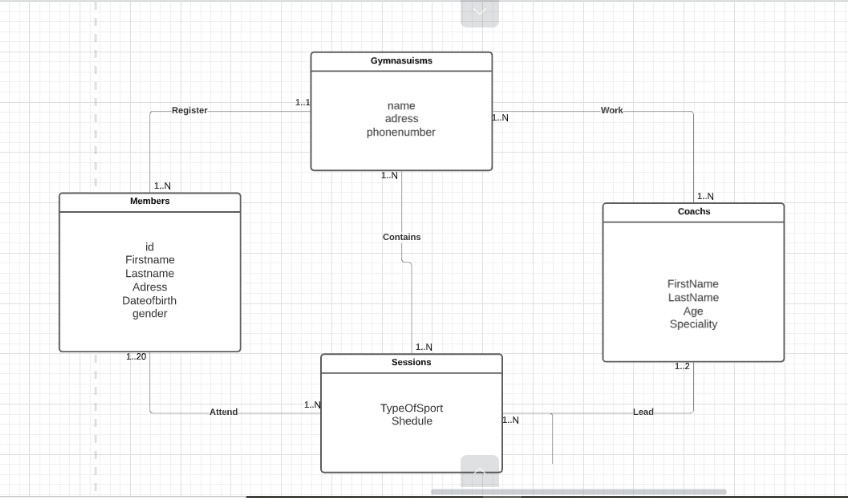 Gymnasuisms
name
adress
phonenumber
1..1
Register
1..N
Work
1..N
1..N
1..N
Members
id
Firstname
Lastname
Adress
Dateofbirth
gender
Coachs
FirstName
LastName
Age
Speciality
Contains
1..N
Sessions
TypeOfSport
Shedule
1..20
Attend
1..N
1..2
Lead
1..N